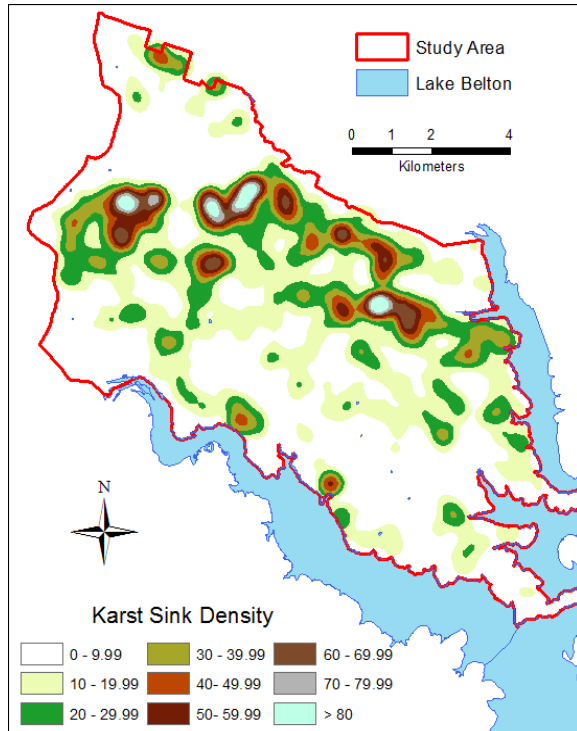 Study Area
Lake Belton
0 1 2 4
Kilometers
N
Karst Sink Density
0 - 9.99 30 - 39.99 60 - 69.99
10 - 19.99 40- 49.99 70 - 79.99
20 - 29.99 50- 59.99 > 80